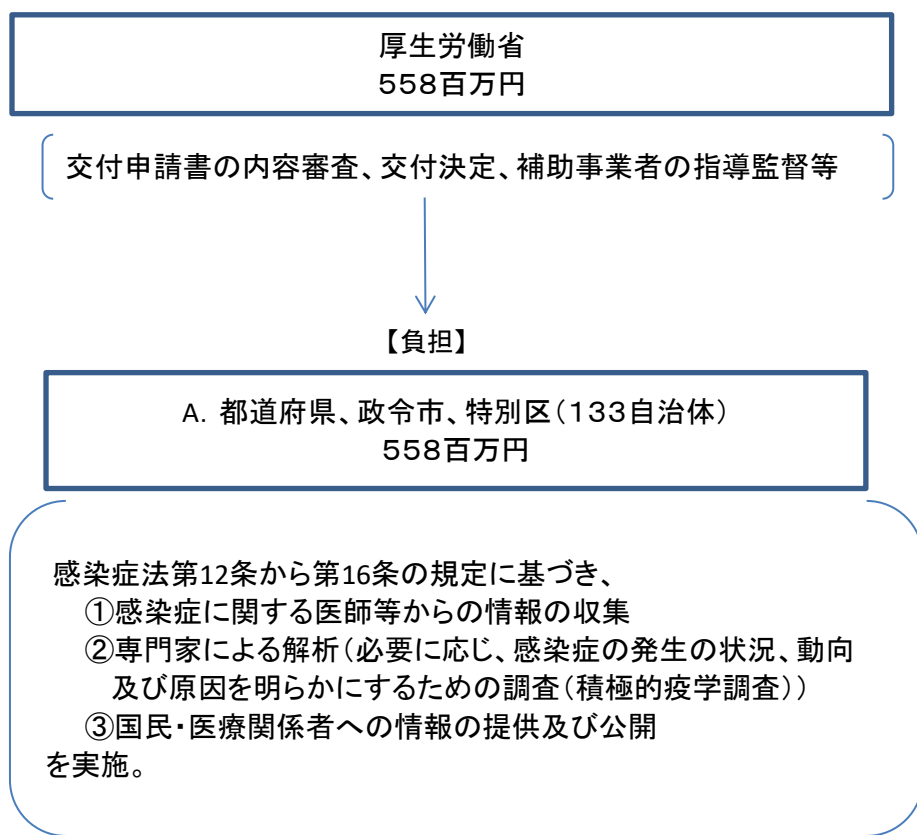 厚生労働省
558百万円
交付申請書の内容審査、交付決定、補助事業者の指導監督等
【負担】
A. 都道府県、政令市、特別区（133自治体）
558百万円
感染症法第12条から第16条の規定に基づき、
①感染症に関する医師等からの情報の収集
②専門家による解析（必要に応じ、感染症の発生の状況、動向
及び原因を明らかにするための調査（積極的疫学調査））
③国民・医療関係者への情報の提供及び公開
を実施。